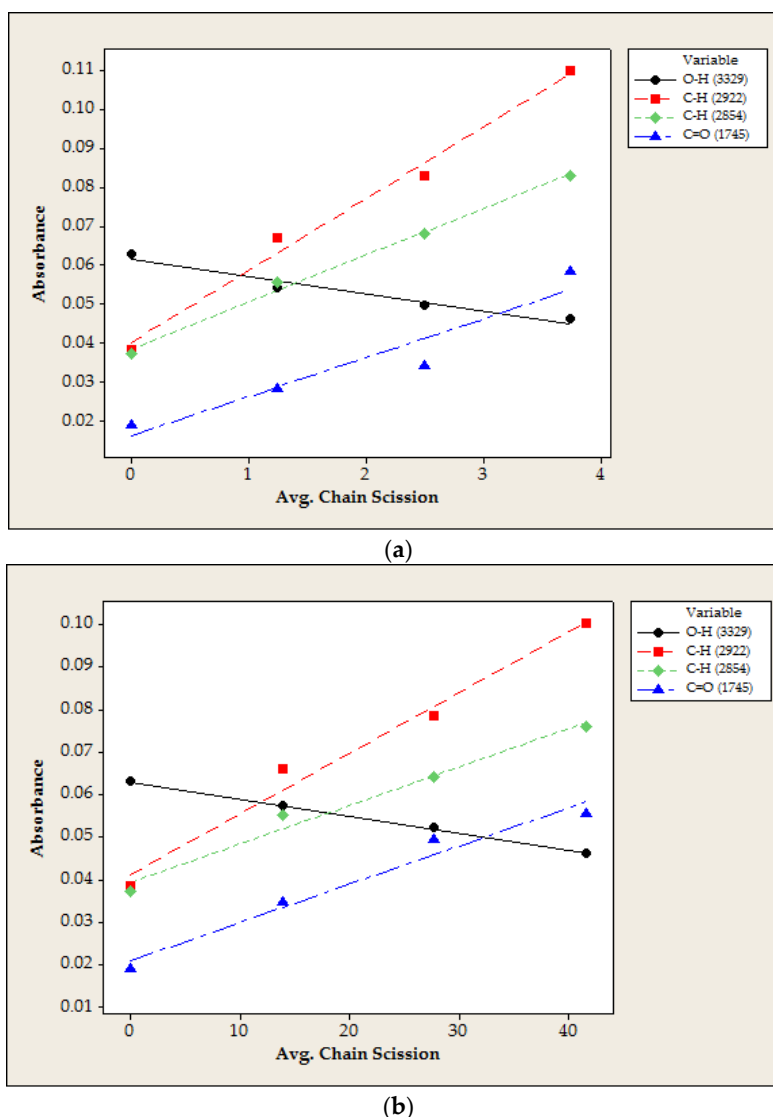 Variable
O-H (3329)
C-H (2922)
C-H (2854)
C=O (1745)
0.11
0.10
0.09
0.08
0.07
0.06
0.05
0.04
0.03
0.02
Absorbance
0 1 2 3 4
Avg. Chain Scission
(a)
Variable
O-H (3329)
C-H (2922)
C-H (2854)
C=O (1745)
0.10
0.09
0.08
0.07
0.06
0.05
0.04
0.03
0.02
0.01
Absorbance
0 10 20 30 40
Avg. Chain Scission
(b)